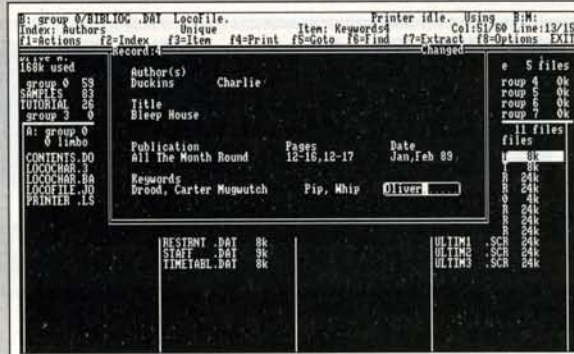 B: group 0/BIBLIOG .DAT LocoFile. Printer idle. Using B:M:
Index: Authors Unique Item: Keywords4 Col:51/60 Line:13/15
f1=Actions f2=Index f3=Item f4=Print f5=Goto f6=Find f7=Extract f8=Options EXIT
Record:4 Changed
168k used
e 5 files
group 0 59
SAMPLES 83
TUTORIAL 26
group 3 0
roup 4 0k
roup 5 0k
roup 6 0k
roup 7 0k
A: group 0
0 limbo
11 files
files
CONTENTS.DO
LOCOCHAR.3
LOCOCHAR.BA
LOCOFILE.JO
PRINTER .LS
Author(s)
Duckins Charlie
Title
Bleep House
Publication Pages Date
All The Month Round 12-16,12-17 Jan,Feb 89
Keywords
Drood, Carter Mugwutch Pip, Whip Oliver
8k
8k
R 24k
R 24k
0 4k
R 24k
R 24k
R 24k
RESTRNT .DAT 8k
STAFF .DAT 9k
TIMETABL.DAT 8k
ULTIM1 .SCR 24k
ULTIM2 .SCR 24k
ULTIM3 .SCR 24k